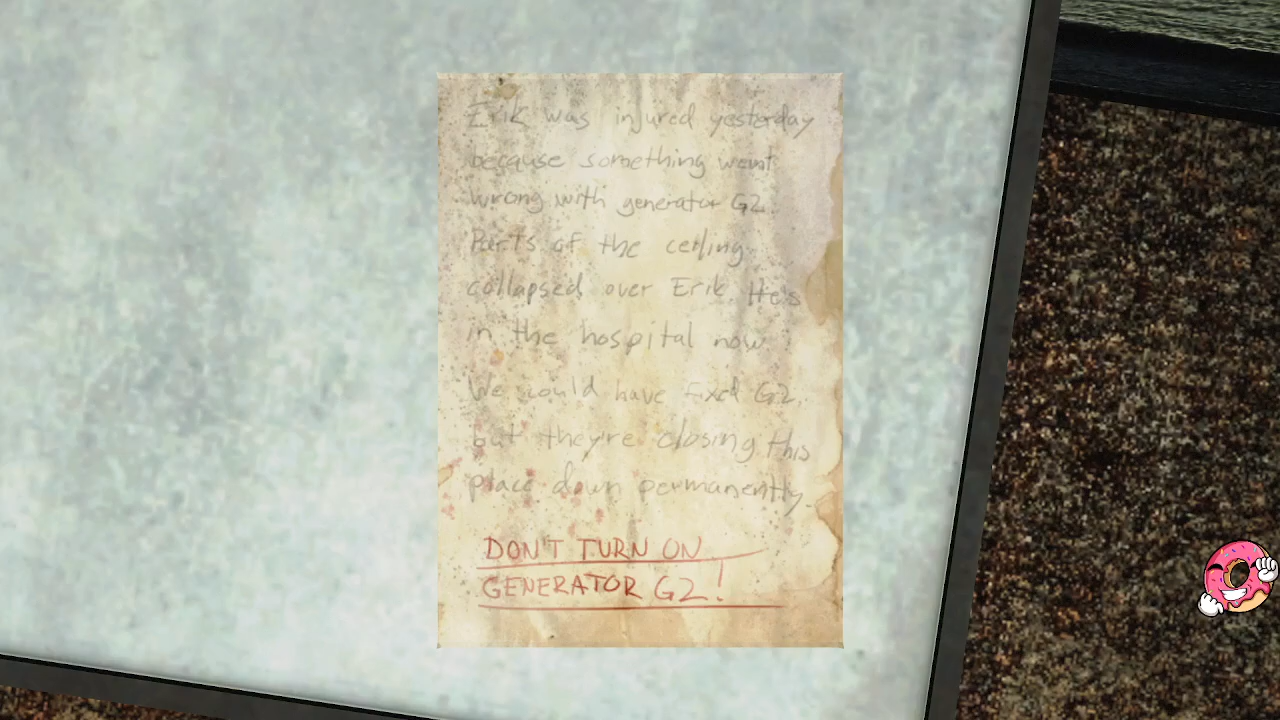 Erik was injured yesterday
because something went
wrong with generator G2.
Parts of the ceiling
collapsed over Erik. He's
in the hospital now
We could have fixed G2,
but they're closing this
place down permanently.
DON'T TURN ON
GENERATOR G2!